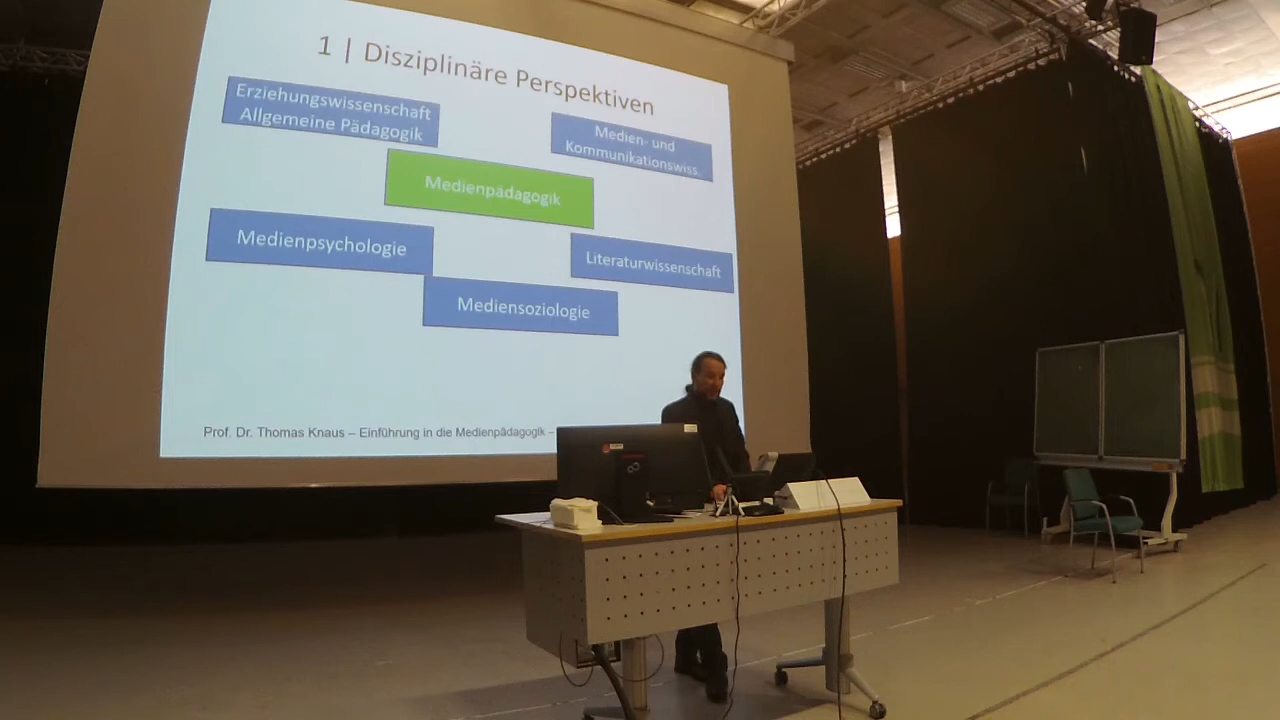 1 | Disziplinäre Perspektiven
Erziehungswissenschaft
Allgemeine Pädagogik
Medien- und
Kommunikationswiss.
Medienpädagogik
Medienpsychologie
Literaturwissenschaft
Mediensoziologie
Prof. Dr. Thomas Knaus – Einführung in die Medienpädagogik –